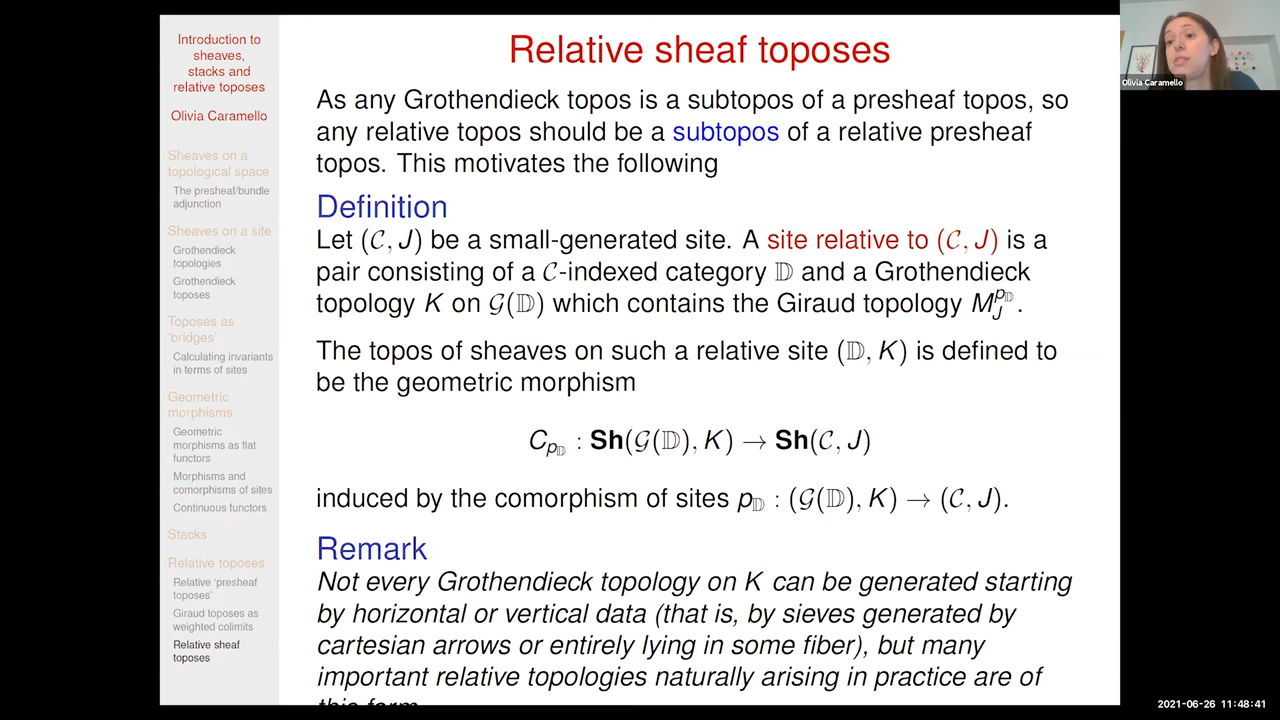 Introduction to
sheaves,
stacks and
relative toposes
Olivia Caramello
Sheaves on a
topological space
The presheaf/bundle
adjunction
Sheaves on a site
Grothendieck
topologies
Grothendieck
toposes
Toposes as
'bridges'
Calculating invariants
in terms of sites
Geometric
morphisms
Geometric
morphisms as flat
functors
Morphisms and
comorphisms of sites
Continuous functors
Stacks
Relative toposes
Relative 'presheaf
toposes'
Giraud toposes as
weighted colimits
Relative sheaf
toposes
Relative sheaf toposes
As any Grothendieck topos is a subtopos of a presheaf topos, so
any relative topos should be a subtopos of a relative presheaf
topos. This motivates the following
Definition
Let (𝒞, J) be a small-generated site. A site relative to (𝒞, J) is a
pair consisting of a 𝒞-indexed category 𝔻 and a Grothendieck
topology K on 𝒢(𝔻) which contains the Giraud topology M_J^{p_𝔻}.
The topos of sheaves on such a relative site (𝔻, K) is defined to
be the geometric morphism
C_{p_𝔻} : Sh(𝒢(𝔻), K) → Sh(𝒞, J)
induced by the comorphism of sites p_𝔻 : (𝒢(𝔻), K) → (𝒞, J).
Remark
Not every Grothendieck topology on K can be generated starting
by horizontal or vertical data (that is, by sieves generated by
cartesian arrows or entirely lying in some fiber), but many
important relative topologies naturally arising in practice are of
this form
Olivia Caramello
2021-06-26 11:48:41